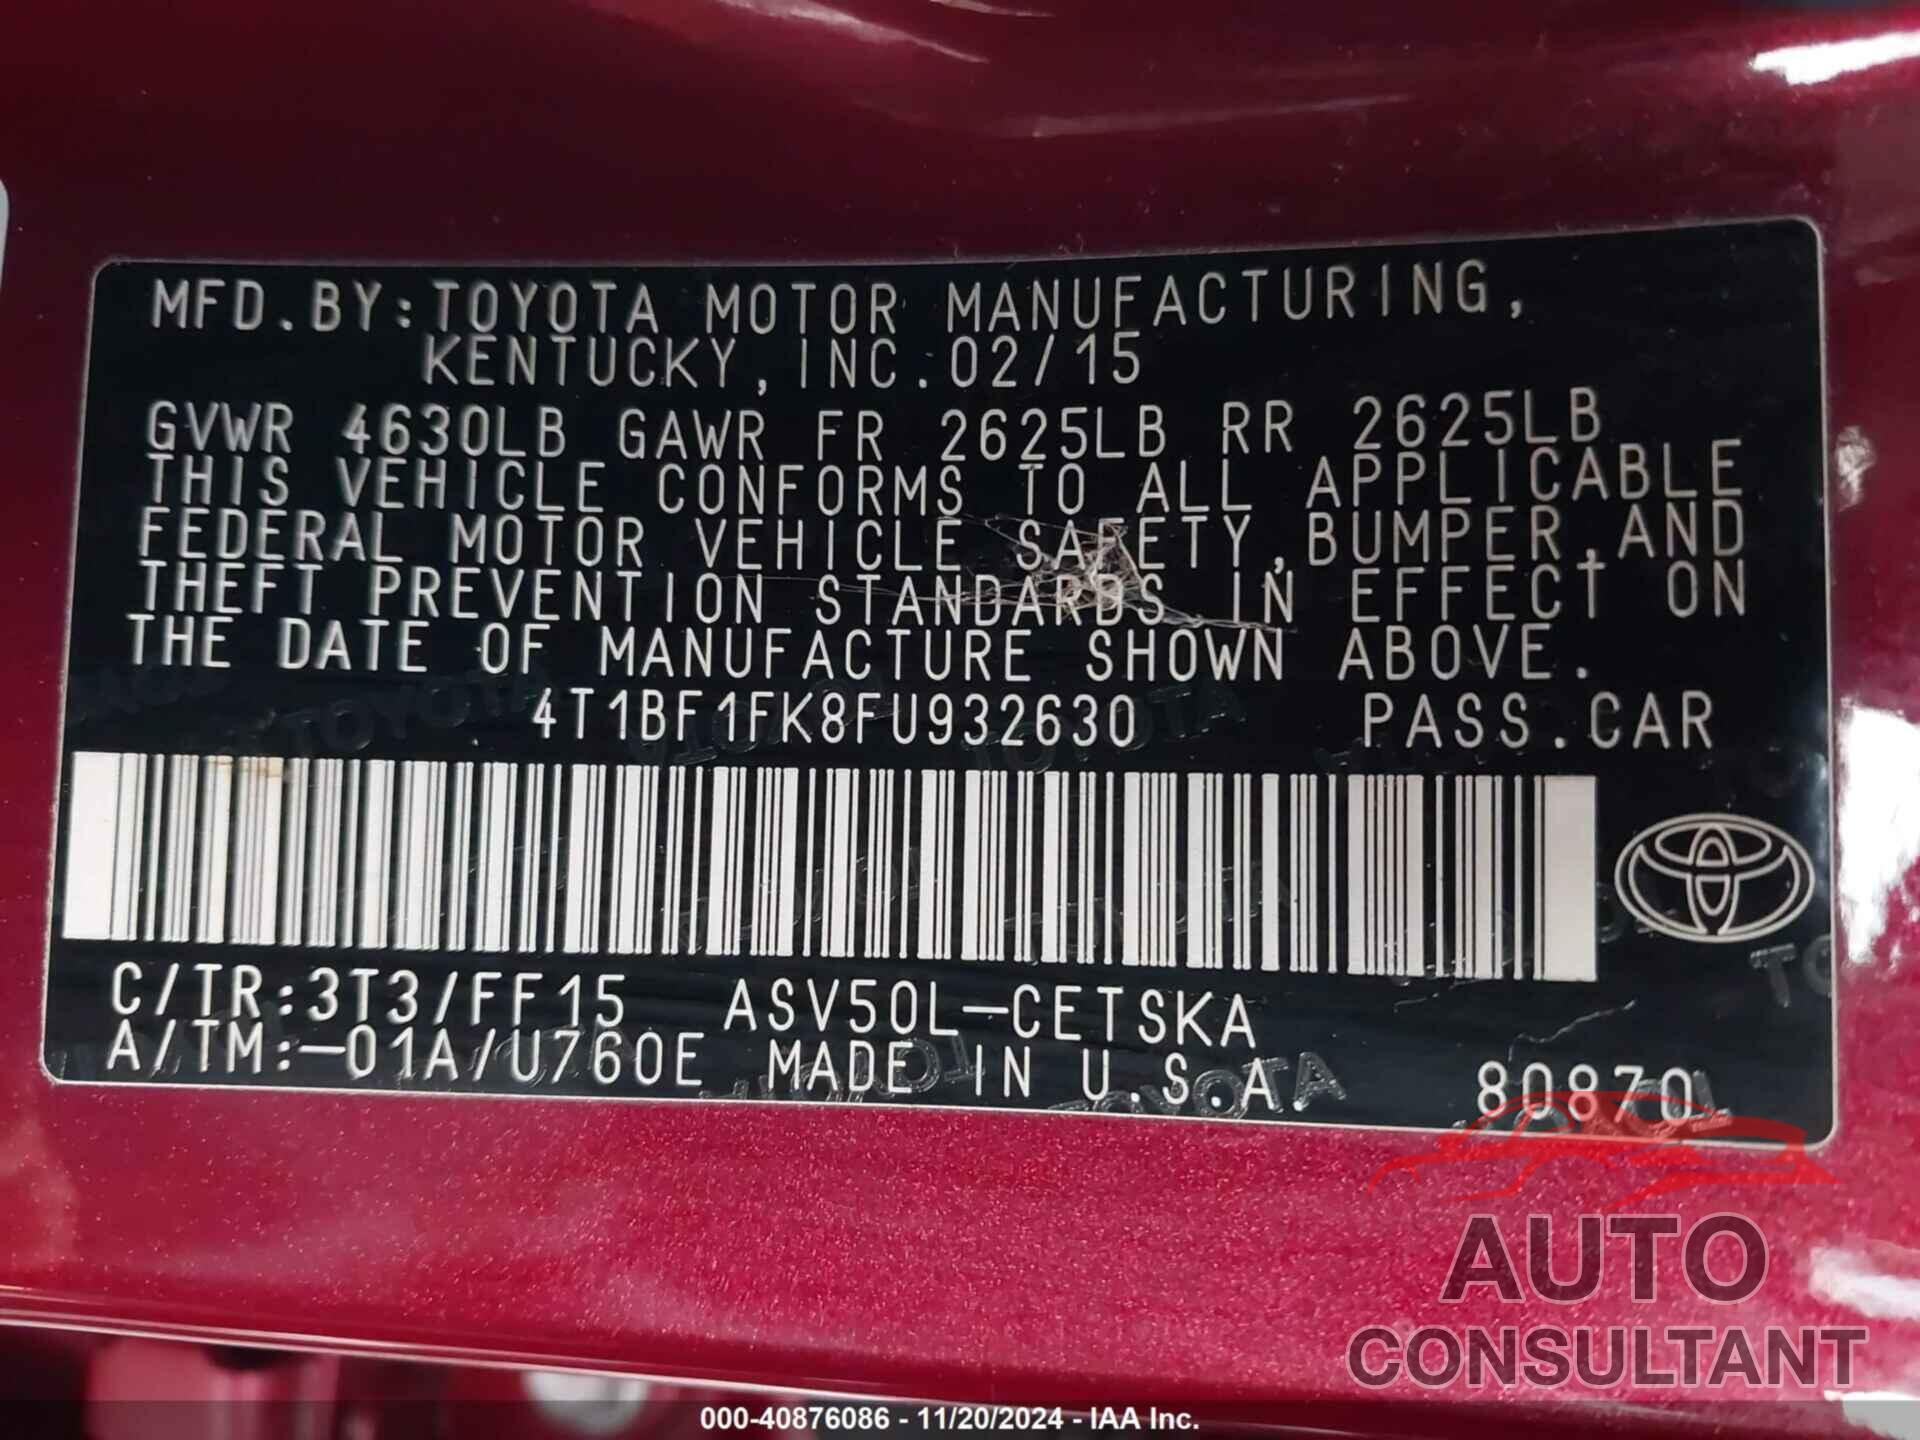 MFD.BY:TOYOTA MOTOR MANUFACTURING,
KENTUCKY,INC.02/15
GVWR 4630LB GAWR FR 2625LB RR 2625LB
THIS VEHICLE CONFORMS TO ALL APPLICABLE
FEDERAL MOTOR VEHICLE SAFETY,BUMPER,AND
THEFT PREVENTION STANDARDS IN EFFECT ON
THE DATE OF MANUFACTURE SHOWN ABOVE.
4T1BF1FK8FU932630 PASS.CAR
C/TR:3T3/FF15 ASV50L-CETSKA
A/TM:-01A/U760E MADE IN U.S.A. 80870
AUTO
CONSULTANT
000-40876086 - 11/20/2024 - IAA Inc.